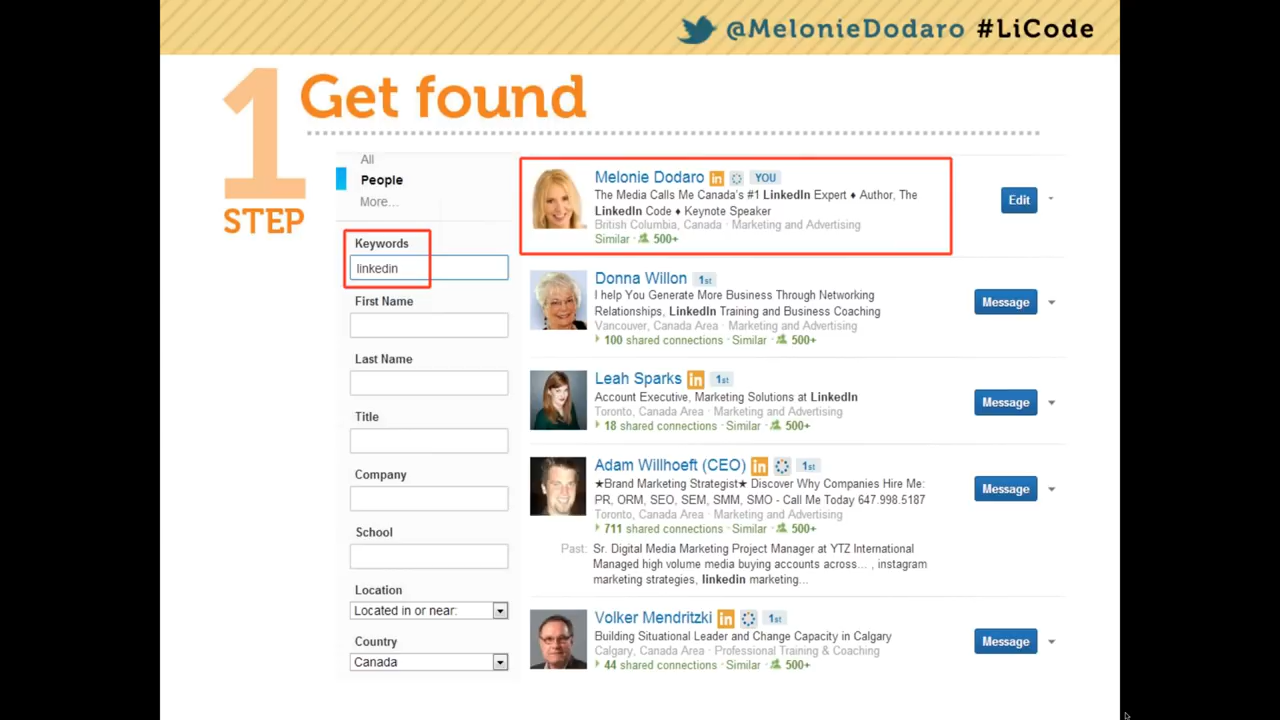 @MelonieDodaro #LiCode
1 Get found
STEP
All
People
More...
Keywords
linkedin
First Name
Last Name
Title
Company
School
Location
Located in or near:
Country
Canada
Melonie Dodaro in YOU
The Media Calls Me Canada's #1 LinkedIn Expert ♦ Author, The
LinkedIn Code ♦ Keynote Speaker
British Columbia, Canada · Marketing and Advertising
Similar · 500+
Edit
Donna Willon 1st
I help You Generate More Business Through Networking
Relationships, LinkedIn Training and Business Coaching
Vancouver, Canada Area · Marketing and Advertising
100 shared connections · Similar · 500+
Message
Leah Sparks in 1st
Account Executive, Marketing Solutions at LinkedIn
Toronto, Canada Area · Marketing and Advertising
18 shared connections · Similar · 500+
Message
Adam Willhoeft (CEO) in 1st
★Brand Marketing Strategist★ Discover Why Companies Hire Me:
PR, ORM, SEO, SEM, SMM, SMO - Call Me Today 647.998.5187
Toronto, Canada Area · Marketing and Advertising
711 shared connections · Similar · 500+
Message
Past: Sr. Digital Media Marketing Project Manager at YTZ International
Managed high volume media buying accounts across... , instagram
marketing strategies, linkedin marketing...
Volker Mendritzki in 1st
Building Situational Leader and Change Capacity in Calgary
Calgary, Canada Area · Professional Training & Coaching
44 shared connections · Similar · 500+
Message